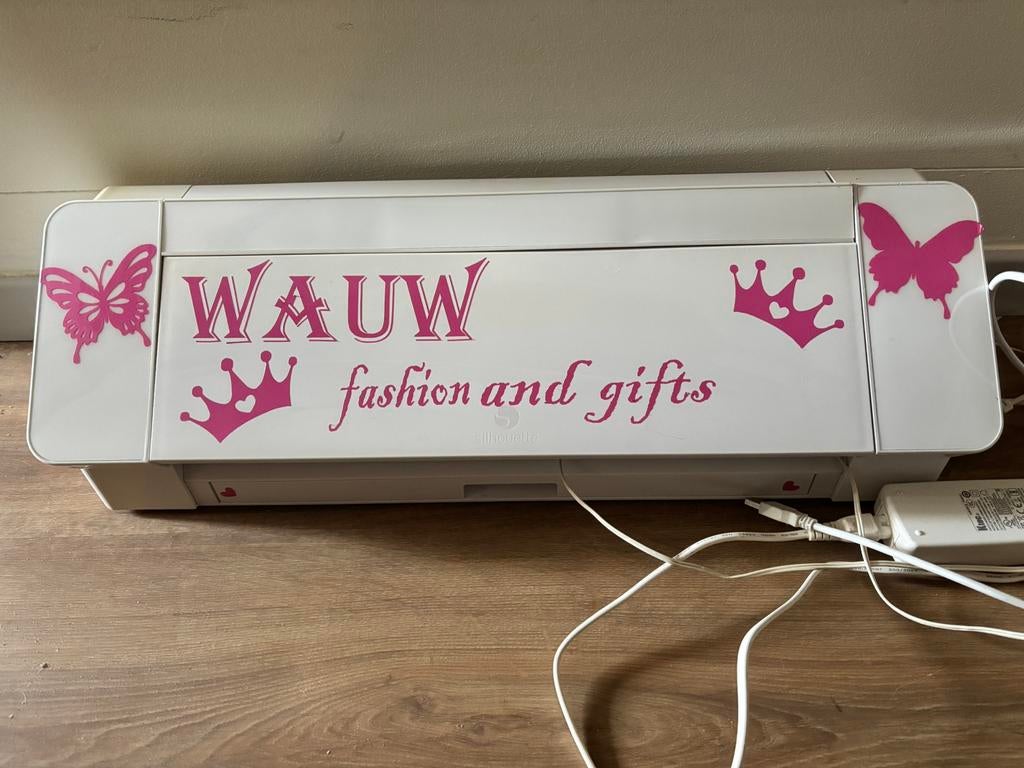 WAUW
fashion and gifts
silhouette